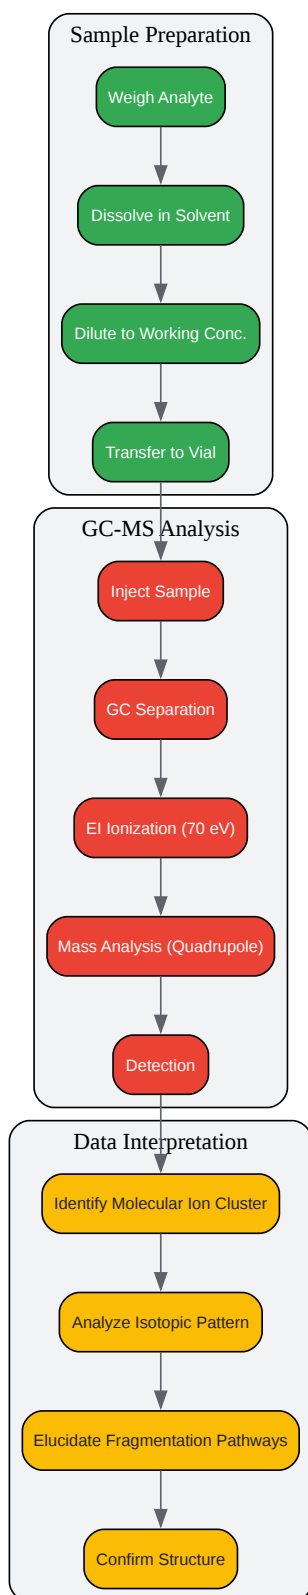 Sample Preparation
Weigh Analyte
Dissolve in Solvent
Dilute to Working Conc.
Transfer to Vial
GC-MS Analysis
Inject Sample
GC Separation
EI Ionization (70 eV)
Mass Analysis (Quadrupole)
Detection
Data Interpretation
Identify Molecular Ion Cluster
Analyze Isotopic Pattern
Elucidate Fragmentation Pathways
Confirm Structure